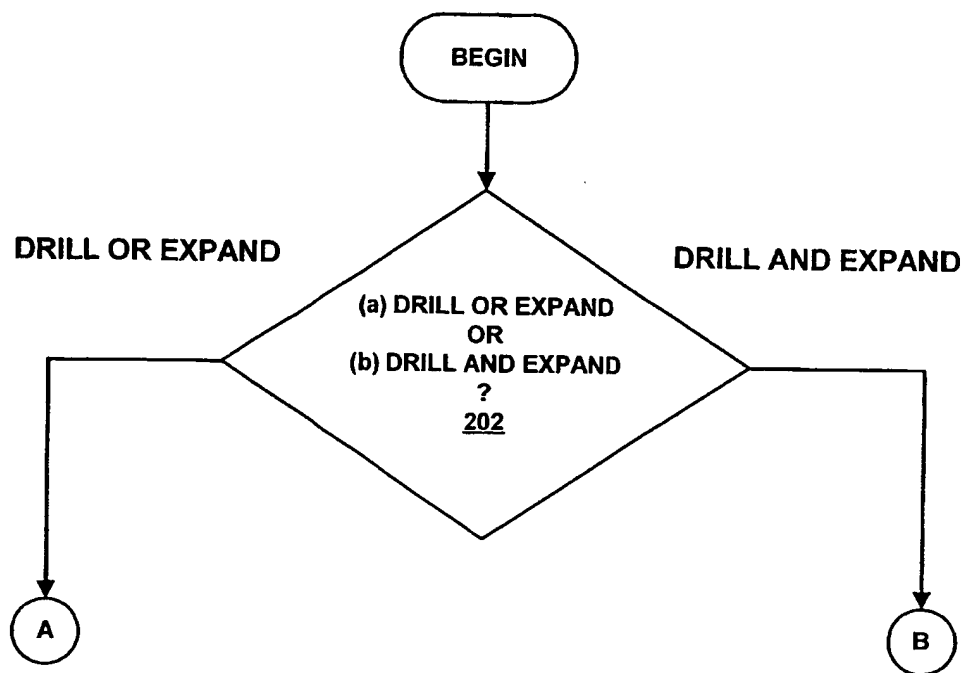 BEGIN
DRILL OR EXPAND
DRILL AND EXPAND
(a) DRILL OR EXPAND
OR
(b) DRILL AND EXPAND
?
202
A
B